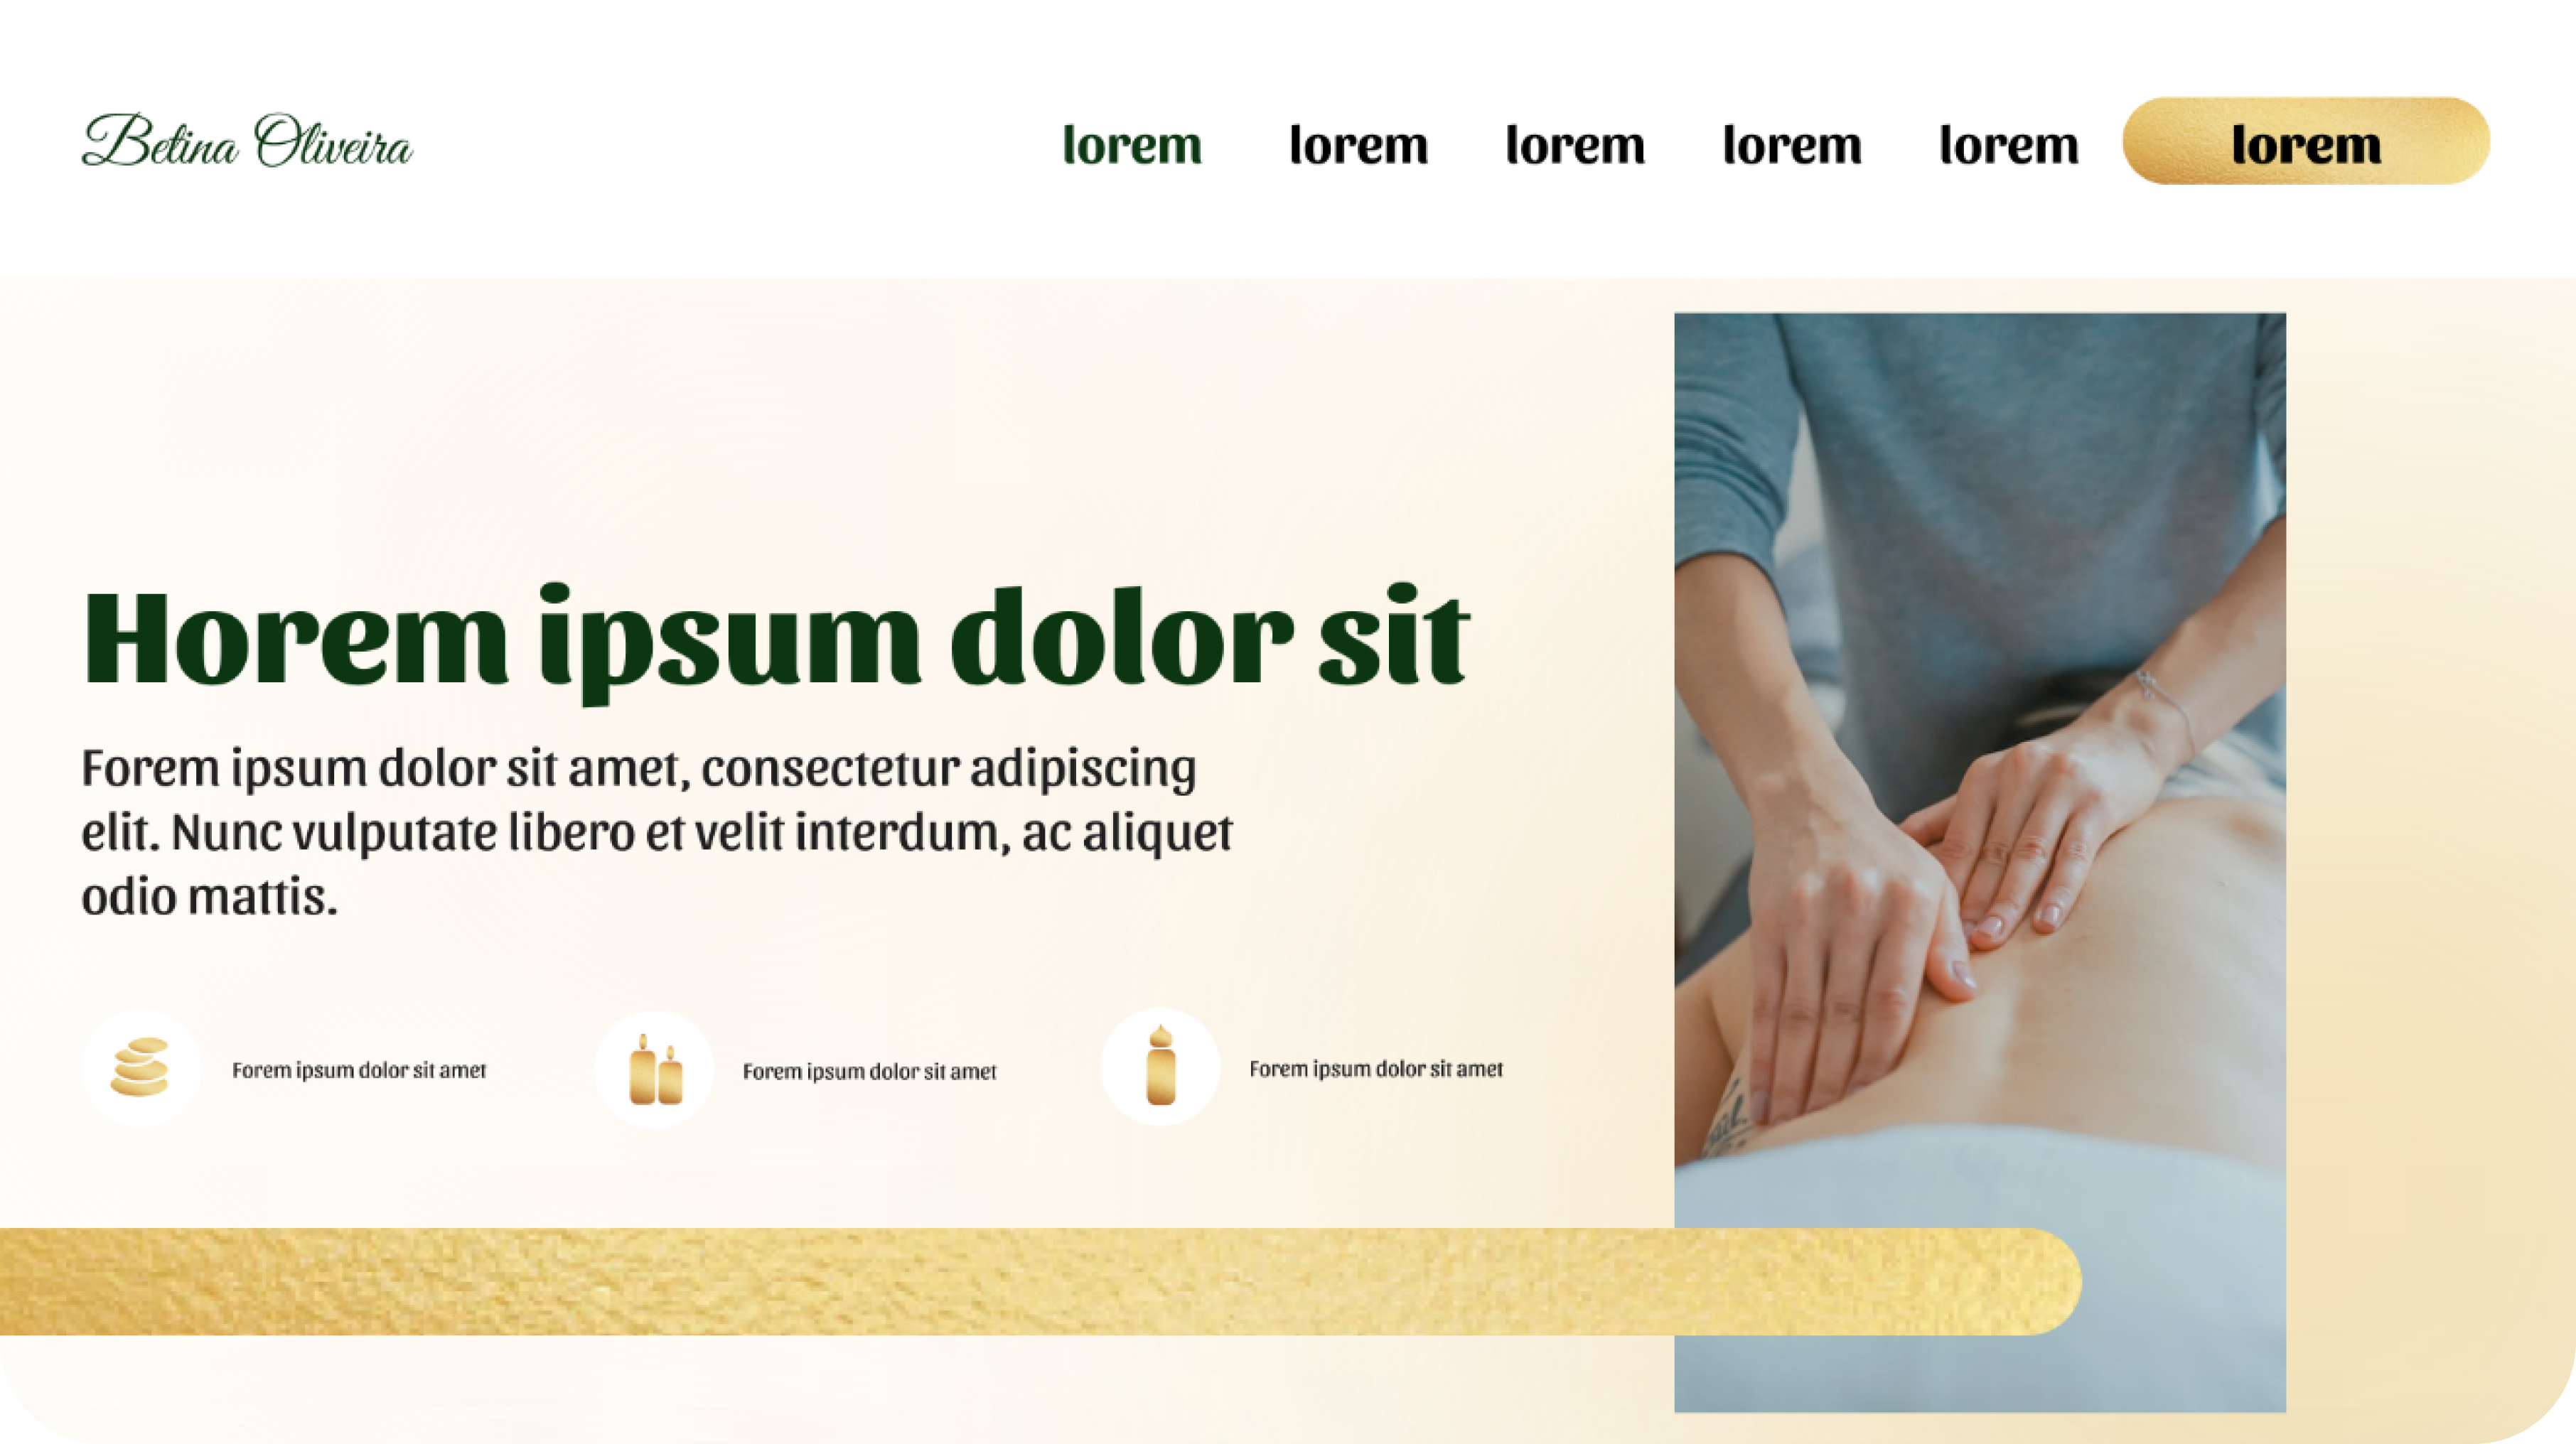 Betina Oliveira
lorem lorem lorem lorem lorem lorem
Horem ipsum dolor sit
Forem ipsum dolor sit amet, consectetur adipiscing
elit. Nunc vulputate libero et velit interdum, ac aliquet
odio mattis.
Forem ipsum dolor sit amet
Forem ipsum dolor sit amet
Forem ipsum dolor sit amet